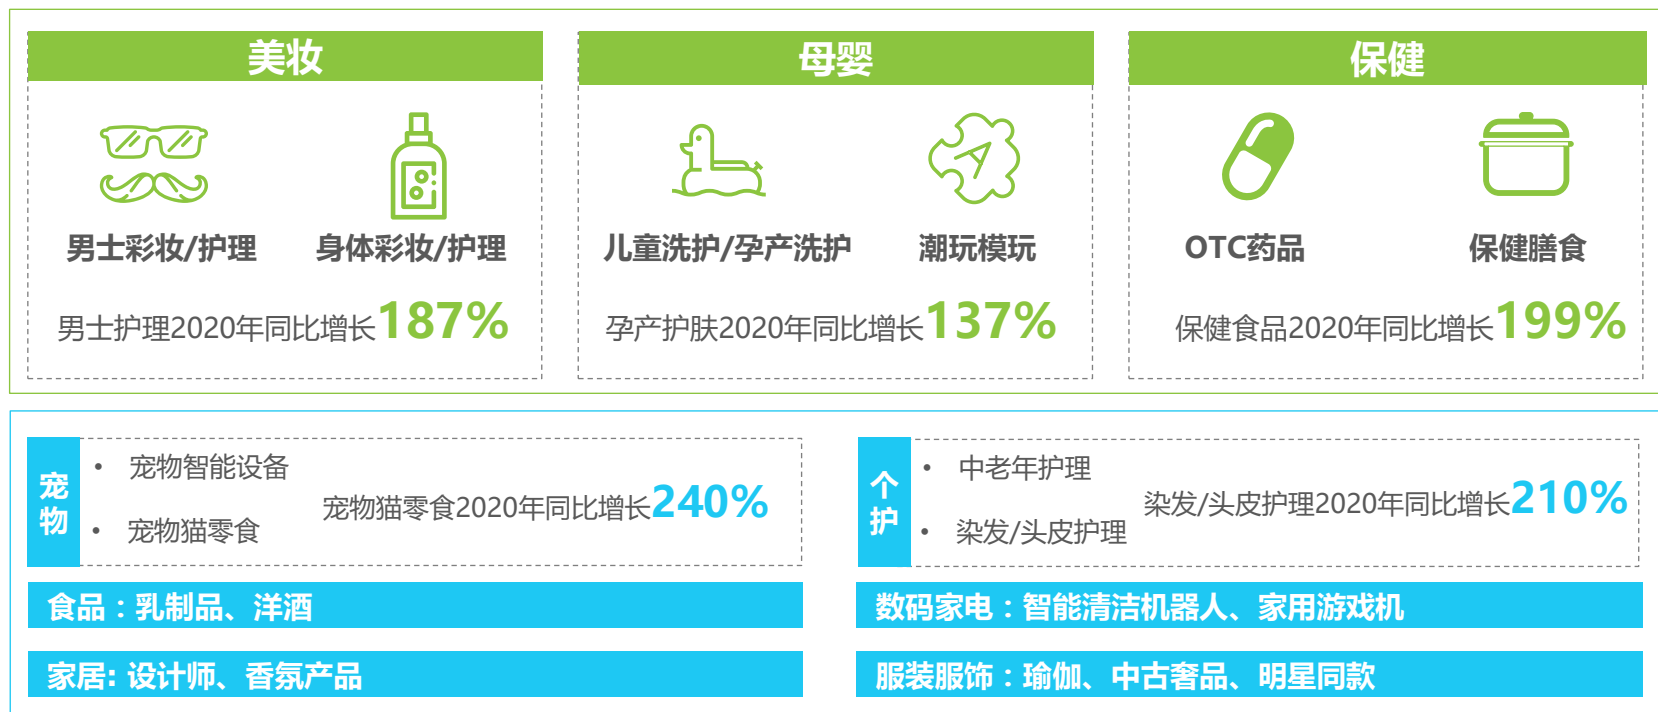 美妆
男士彩妆/护理
身体彩妆/护理
男士护理2020年同比增长187%
母婴
儿童洗护/孕产洗护
潮玩模玩
孕产护肤2020年同比增长137%
保健
OTC药品
保健膳食
保健食品2020年同比增长199%
宠物
• 宠物智能设备
• 宠物猫零食
宠物猫零食2020年同比增长240%
个护
• 中老年护理
• 染发/头皮护理
染发/头皮护理2020年同比增长210%
食品：乳制品、洋酒
数码家电：智能清洁机器人、家用游戏机
家居: 设计师、香氛产品
服装服饰：瑜伽、中古奢品、明星同款